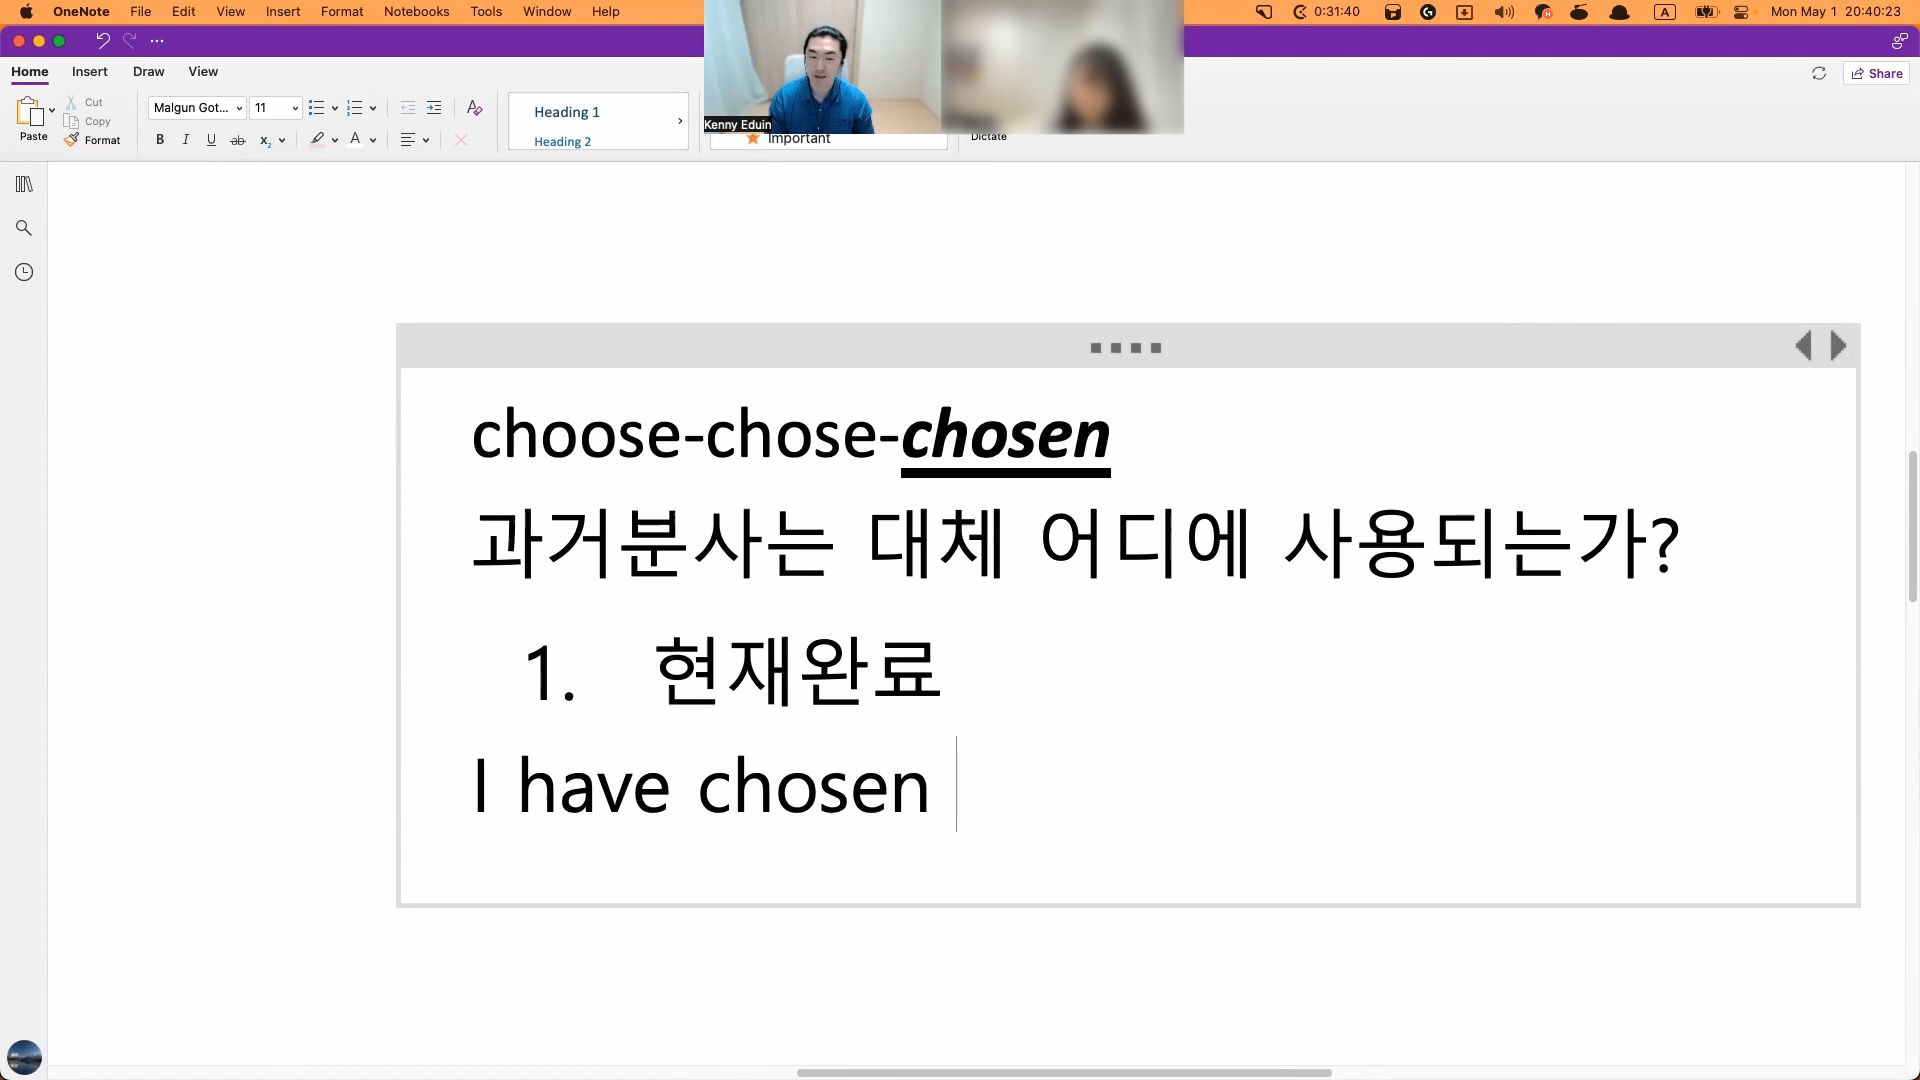 OneNote File Edit View Insert Format Notebooks Tools Window Help 0:31:40 A Mon May 1 20:40:23
Home Insert Draw View Share
Paste Cut Copy Format
Malgun Got... 11
B I U ab x₂ A
Heading 1
Heading 2
Important
Dictate
Kenny Eduin
choose-chose-chosen
과거분사는 대체 어디에 사용되는가?
1. 현재완료
I have chosen